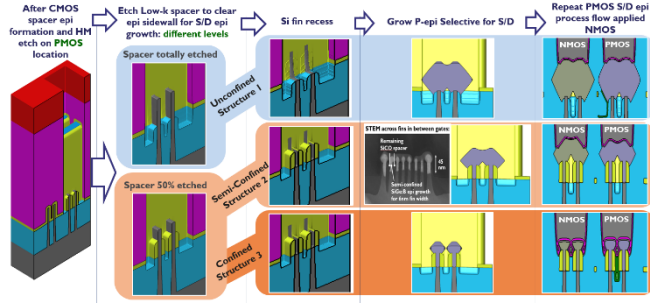 After CMOS
spacer epi
formation and HM
etch on PMOS
location
Etch Low-k spacer to clear
epi sidewall for S/D epi
growth: different levels
Si fin recess
Grow P-epi Selective for S/D
Repeat PMOS S/D epi
process flow applied
NMOS
Spacer totally etched
Unconfined
Structure 1
NMOS
PMOS
Spacer 50% etched
Semi-Confined
Structure 2
STEM across fins in between gates:
Remaining
SiCO spacer
45
nm
Semi-confined
SiGe:B epi growth
for 6nm fin width
NMOS
PMOS
Confined
Structure 3
NMOS
PMOS